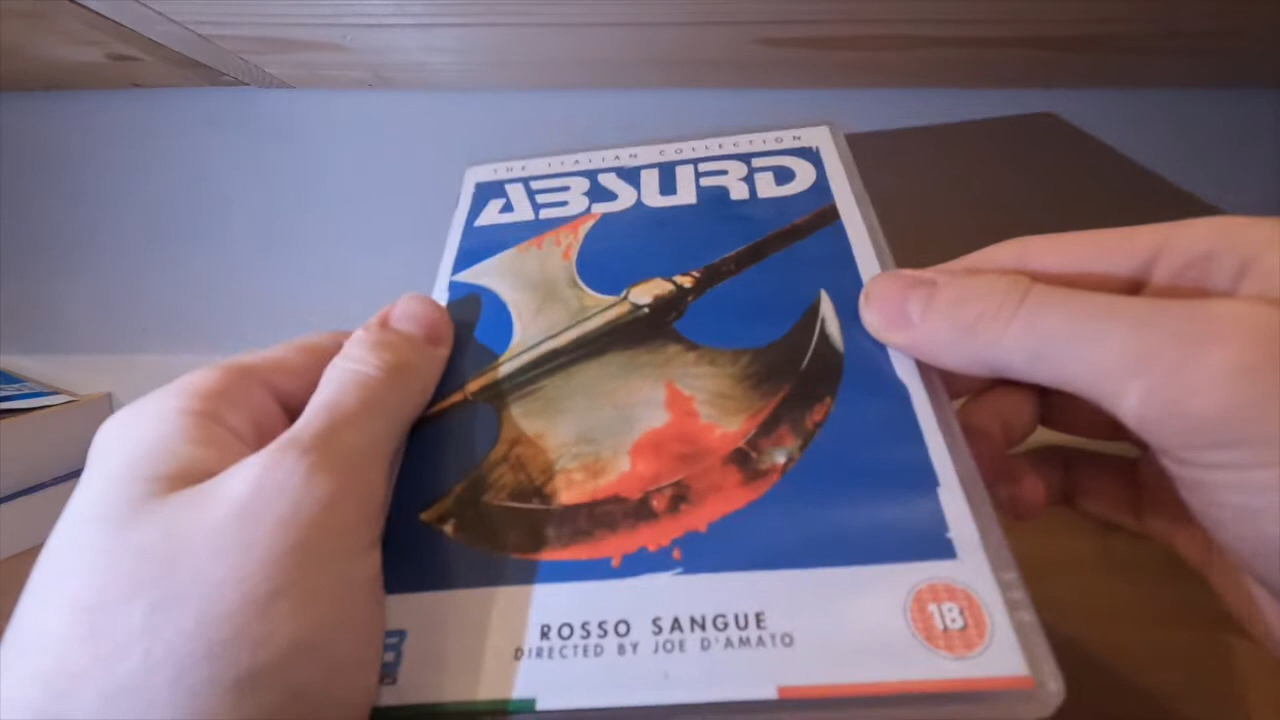 THE ITALIAN COLLECTION
ABSURD
ROSSO SANGUE
18
DIRECTED BY JOE D'AMATO